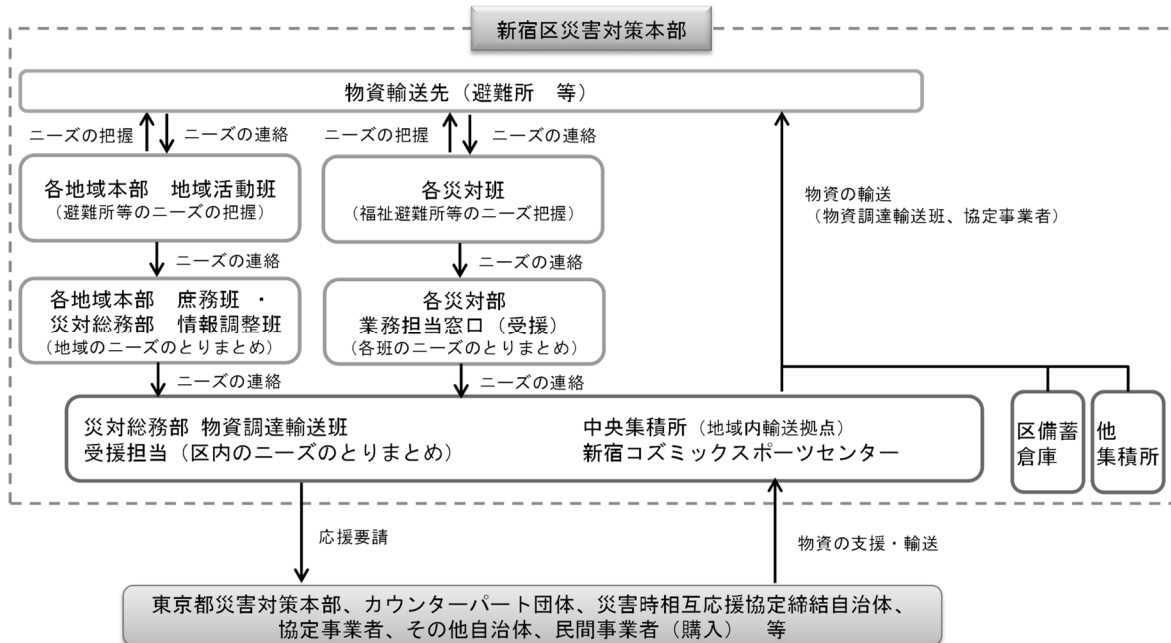 新宿区災害対策本部
物資輸送先（避難所　等）
ニーズの把握
ニーズの連絡
ニーズの把握
ニーズの連絡
各地域本部　地域活動班
（避難所等のニーズの把握）
各災対班
（福祉避難所等のニーズ把握）
物資の輸送
（物資調達輸送班、協定事業者）
ニーズの連絡
ニーズの連絡
各地域本部　庶務班　・
災対総務部　情報調整班
（地域のニーズのとりまとめ）
各災対部
業務担当窓口（受援）
（各班のニーズのとりまとめ）
ニーズの連絡
ニーズの連絡
災対総務部 物資調達輸送班
受援担当（区内のニーズのとりまとめ）
中央集積所（地域内輸送拠点）
新宿コズミックスポーツセンター
区備蓄
倉庫
他
集積所
応援要請
物資の支援・輸送
東京都災害対策本部、カウンターパート団体、災害時相互応援協定締結自治体、
協定事業者、その他自治体、民間事業者（購入）　等